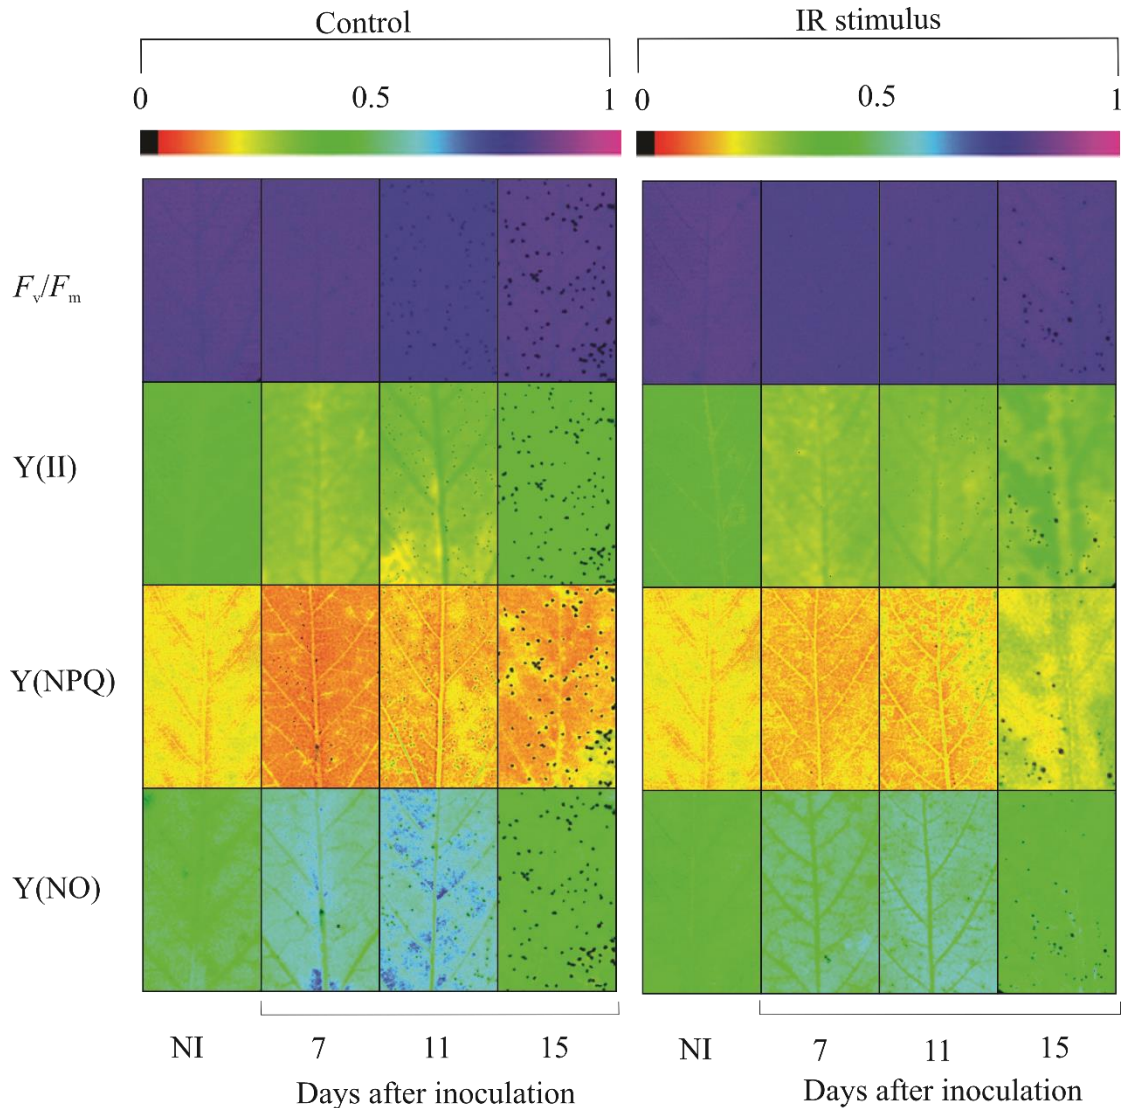 Control
IR stimulus
0 0.5 1
0 0.5 1
Fv/Fm
Y(II)
Y(NPQ)
Y(NO)
NI 7 11 15
NI 7 11 15
Days after inoculation
Days after inoculation